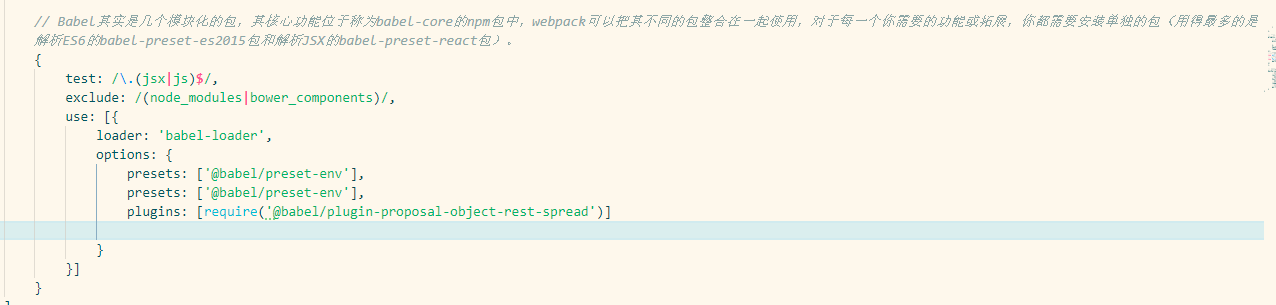 // Babel其实是几个模块化的包，其核心功能位于称为babel-core的npm包中，webpack可以把其不同的包整合在一起使用，对于每一个你需要的功能或拓展，你都需要安装单独的包（用得最多的是
解析ES6的babel-preset-es2015包和解析JSX的babel-preset-react包）。
{
test: /\.(jsx|js)$/,
exclude: /(node_modules|bower_components)/,
use: [{
loader: 'babel-loader',
options: {
presets: ['@babel/preset-env'],
presets: ['@babel/preset-env'],
plugins: [require('@babel/plugin-proposal-object-rest-spread')]
}
}]
}